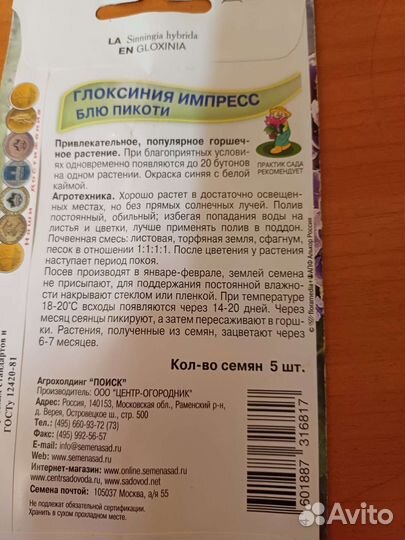 LA Sinningia hybrida
EN GLOXINIA
ГЛОКСИНИЯ ИМПРЕСС
БЛЮ ПИКОТИ
Привлекательное, популярное горшеч-
ное растение. При благоприятных услови-
ях одновременно появляются до 20 бутонов
на одном растении. Окраска синяя с белой
каймой.
ПРАКТИК САДА
РЕКОМЕНДУЕТ
Агротехника. Хорошо растет в достаточно освещен-
ных местах, но без прямых солнечных лучей. Полив
постоянный, обильный; избегая попадания воды на
листья и цветки, лучше применять полив в поддон.
Почвенная смесь: листовая, торфяная земля, сфагнум,
песок в отношении 1:1:1:1. После цветения у растения
наступает период покоя.
Посев производят в январе-феврале, землей семена
не присыпают, для поддержания постоянной влажно-
сти накрывают стеклом или пленкой. При температуре
18-20°С всходы появляются через 14-20 дней. Через
месяц сеянцы пикируют, а затем пересаживают в горш-
ки. Растения, полученные из семян, зацветают через
6-7 месяцев.
Кол-во семян 5 шт.
Агрохолдинг "ПОИСК"
Производитель: ООО "ЦЕНТР-ОГОРОДНИК"
Адрес: Россия, 140153, Московская обл., Раменский р-н,
д. Верея, Островецкое ш., стр. 500
Тел.: (495) 660-93-72 (73)
Факс: (495) 992-56-57
E-mail: info@semenasad.ru
Интернет-магазин: www.online.semenasad.ru
www.centrsadovoda.ru, www.sadovod.net
Семена почтой: 105037 Москва, а/я 55
Не подлежат обязательной сертификации.
Хранить в сухом прохладном месте.
4601887 316817
ГОСТУ 12420-81
Avito